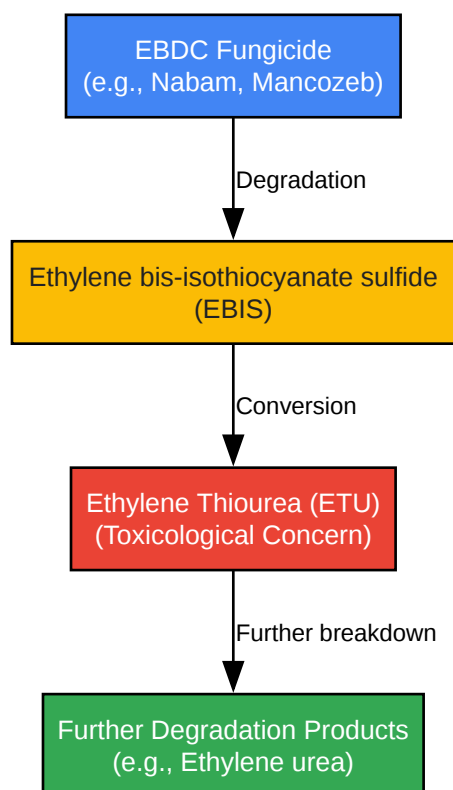 EBDC Fungicide
(e.g., Nabam, Mancozeb)
Degradation
Ethylene bis-isothiocyanate sulfide
(EBIS)
Conversion
Ethylene Thiourea (ETU)
(Toxicological Concern)
Further breakdown
Further Degradation Products
(e.g., Ethylene urea)